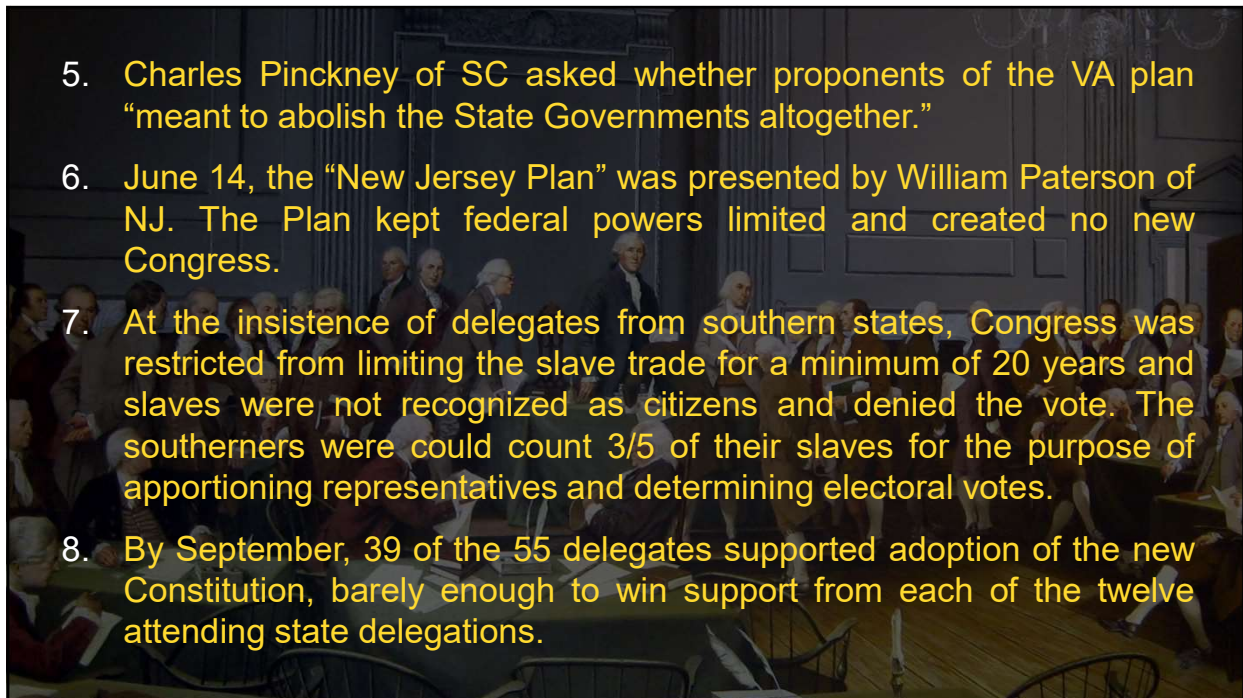 5. Charles Pinckney of SC asked whether proponents of the VA plan
“meant to abolish the State Governments altogether.”
6. June 14, the “New Jersey Plan” was presented by William Paterson of
NJ. The Plan kept federal powers limited and created no new
Congress.
7. At the insistence of delegates from southern states, Congress was
restricted from limiting the slave trade for a minimum of 20 years and
slaves were not recognized as citizens and denied the vote. The
southerners were could count 3/5 of their slaves for the purpose of
apportioning representatives and determining electoral votes.
8. By September, 39 of the 55 delegates supported adoption of the new
Constitution, barely enough to win support from each of the twelve
attending state delegations.